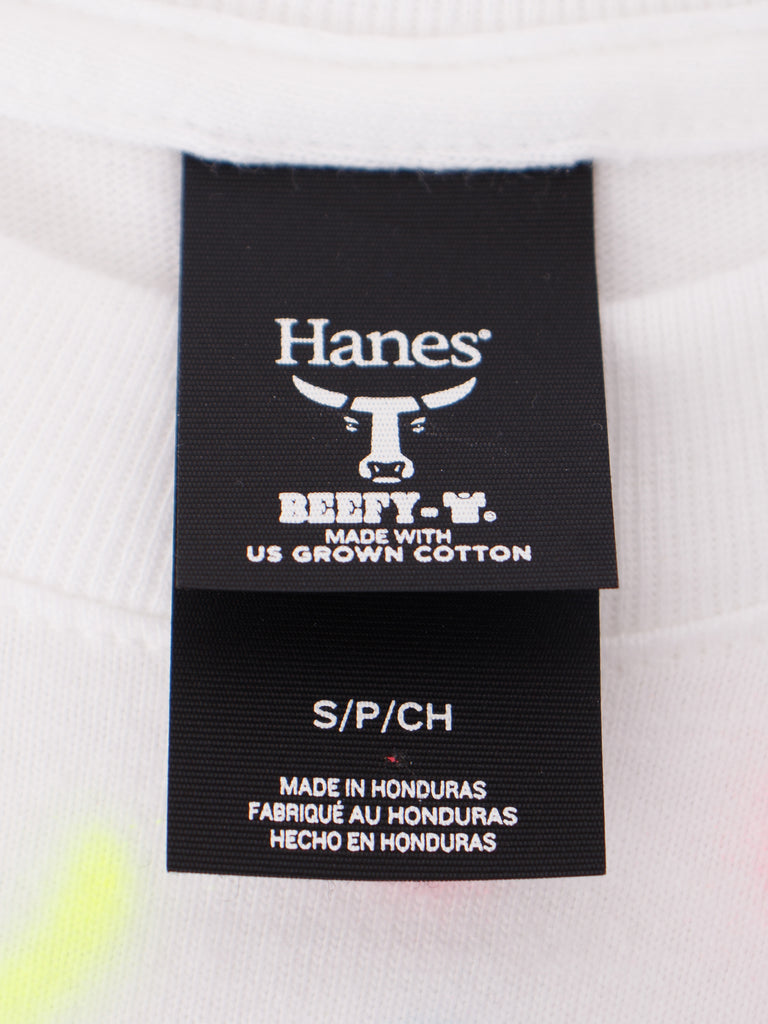 Hanes®
BEEFY-T.
MADE WITH
US GROWN COTTON
S/P/CH
MADE IN HONDURAS
FABRIQUÉ AU HONDURAS
HECHO EN HONDURAS